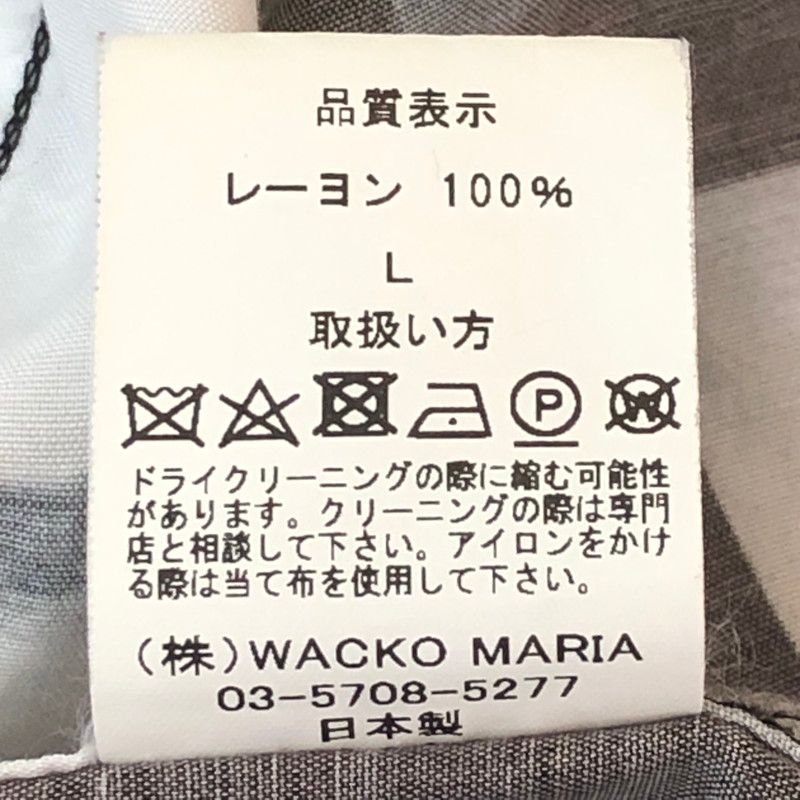 品質表示
レーヨン 100%
L
取扱い方
P W
ドライクリーニングの際に縮む可能性
があります。クリーニングの際は専門
店と相談して下さい。アイロンをかけ
る際は当て布を使用して下さい。
(株)WACKO MARIA
03-5708-5277
日本製